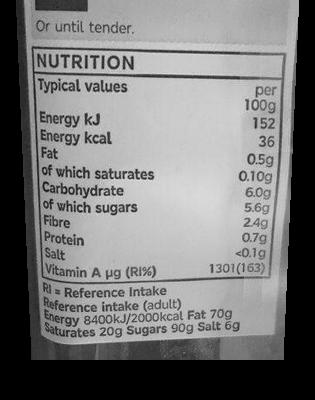 Or until tender.
NUTRITION
Typical values per
100g
Energy kJ 152
Energy kcal 36
Fat 0.5g
of which saturates 0.10g
Carbohydrate 6.0g
of which sugars 5.6g
Fibre 2.4g
Protein 0.7g
Salt <0.1g
Vitamin A µg (RI%) 1301(163)
RI = Reference Intake
Reference intake (adult)
Energy 8400kJ/2000kcal Fat 70g
Saturates 20g Sugars 90g Salt 6g